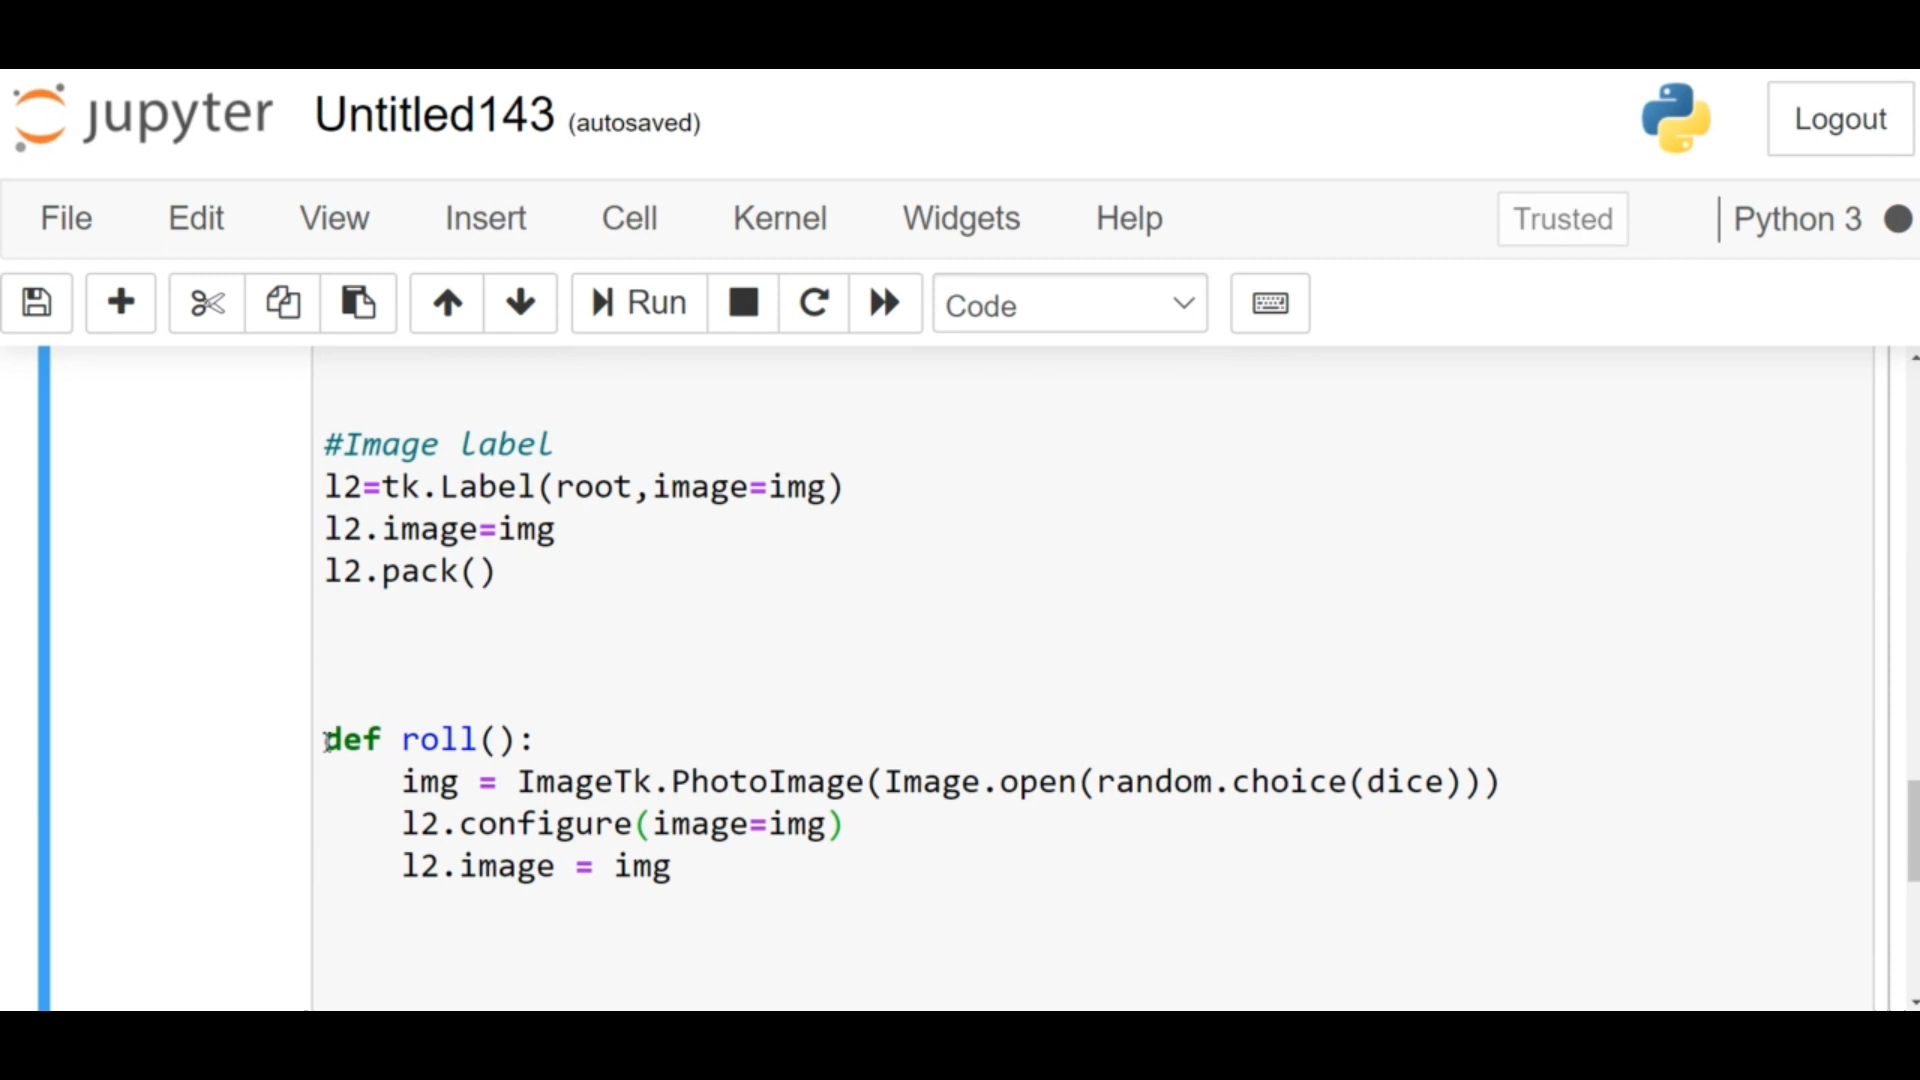 jupyter Untitled143 (autosaved) Logout
File Edit View Insert Cell Kernel Widgets Help Trusted Python 3
Run Code
#Image label
l2=tk.Label(root,image=img)
l2.image=img
l2.pack()
def roll():
    img = ImageTk.PhotoImage(Image.open(random.choice(dice)))
    l2.configure(image=img)
    l2.image = img